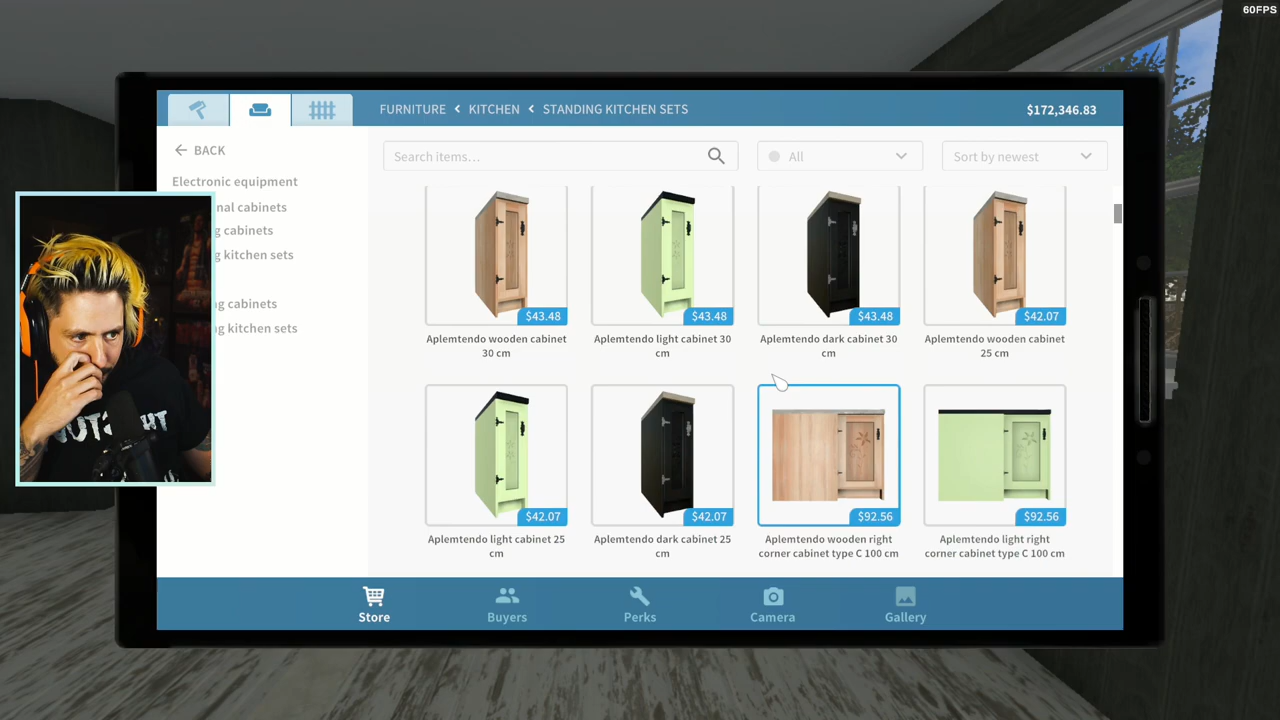 60FPS
FURNITURE < KITCHEN < STANDING KITCHEN SETS
$172,346.83
BACK
Search items...
All
Sort by newest
Electronic equipment
nal cabinets
g cabinets
g kitchen sets
ng cabinets
ng kitchen sets
$43.48
$43.48
$43.48
$42.07
Aplemtendo wooden cabinet
30 cm
Aplemtendo light cabinet 30
cm
Aplemtendo dark cabinet 30
cm
Aplemtendo wooden cabinet
25 cm
$42.07
$42.07
$92.56
$92.56
Aplemtendo light cabinet 25
cm
Aplemtendo dark cabinet 25
cm
Aplemtendo wooden right
corner cabinet type C 100 cm
Aplemtendo light right
corner cabinet type C 100 cm
Store
Buyers
Perks
Camera
Gallery